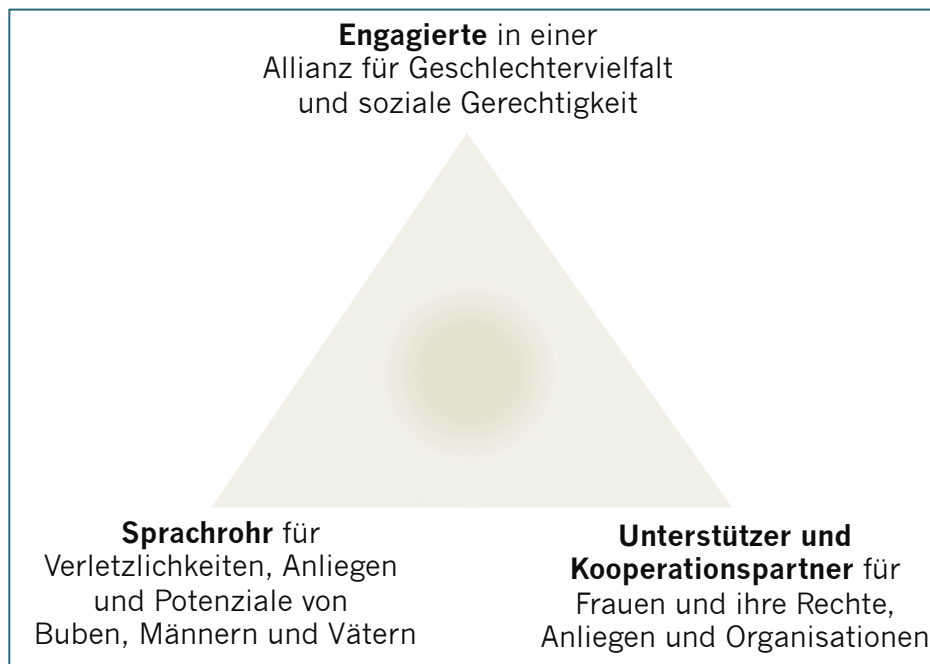 Engagierte in einer
Allianz für Geschlechtervielfalt
und soziale Gerechtigkeit
Sprachrohr für
Verletzlichkeiten, Anliegen
und Potenziale von
Buben, Männern und Vätern
Unterstützer und
Kooperationspartner für
Frauen und ihre Rechte,
Anliegen und Organisationen